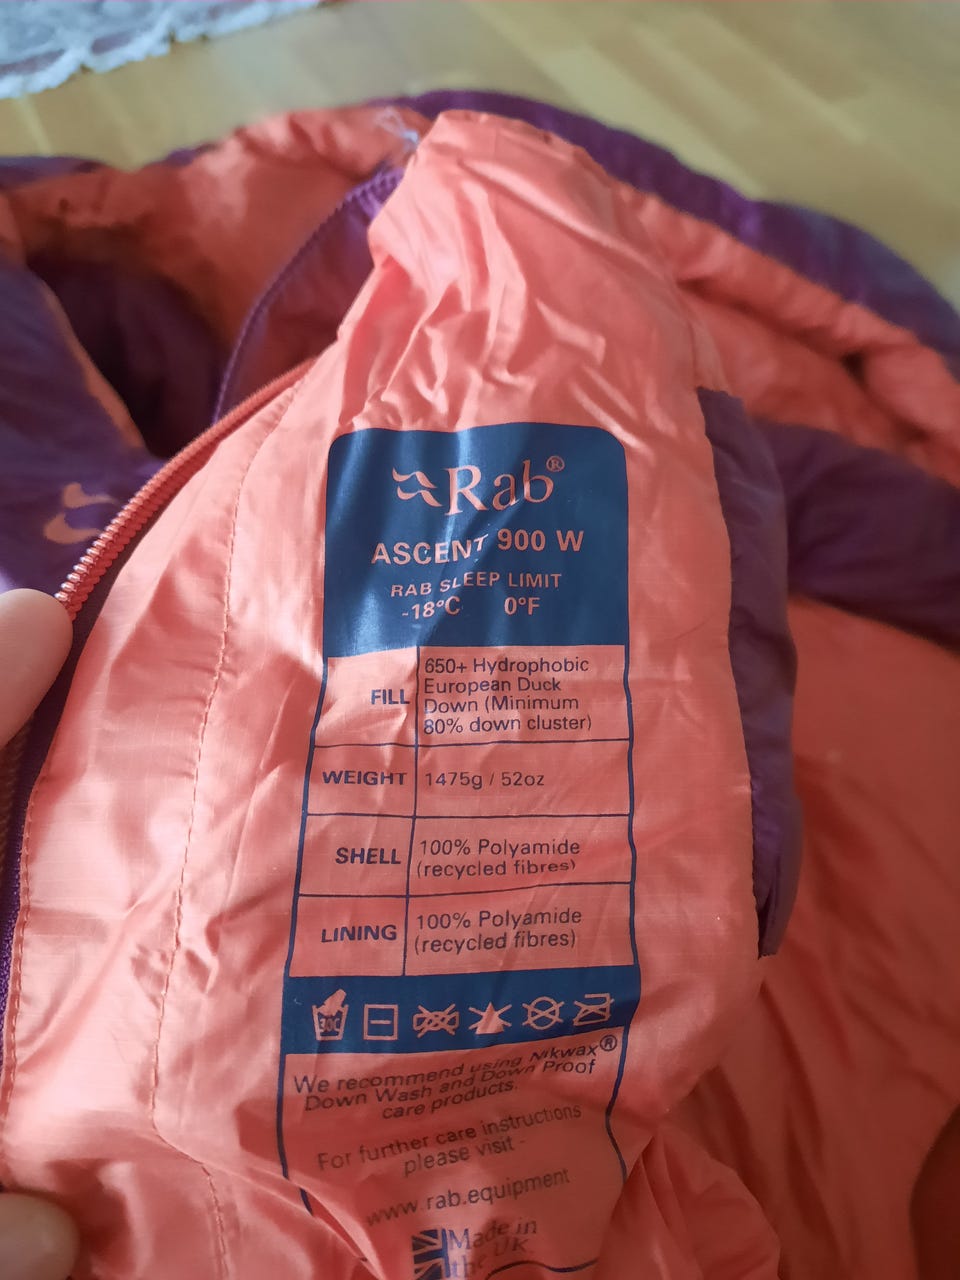 Rab®
ASCENT 900 W
RAB SLEEP LIMIT
-18°C 0°F
FILL
650+ Hydrophobic
European Duck
Down (Minimum
80% down cluster)
WEIGHT
1475g / 52oz
SHELL
100% Polyamide
(recycled fibres)
LINING
100% Polyamide
(recycled fibres)
30C
We recommend using Nikwax®
Down Wash and Down Proof
care products.
For further care instructions
please visit -
www.rab.equipment
Made in
the UK